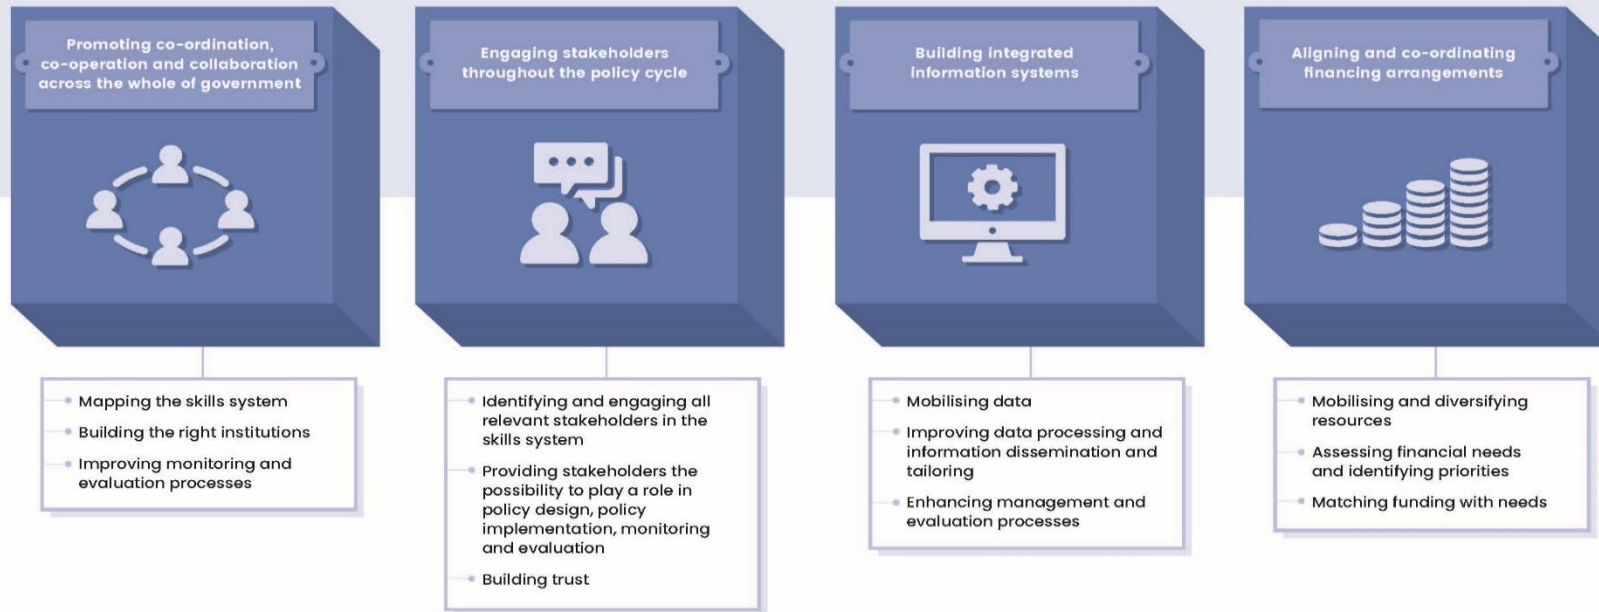 Promoting co-ordination,
co-operation and collaboration
across the whole of government
Mapping the skills system
Building the right institutions
Improving monitoring and
evaluation processes
Engaging stakeholders
throughout the policy cycle
Identifying and engaging all
relevant stakeholders in the
skills system
Providing stakeholders the
possibility to play a role in
policy design, policy
implementation, monitoring
and evaluation
Building trust
Building integrated
information systems
Mobilising data
Improving data processing and
information dissemination and
tailoring
Enhancing management and
evaluation processes
Aligning and co-ordinating
financing arrangements
Mobilising and diversifying
resources
Assessing financial needs
and identifying priorities
Matching funding with needs